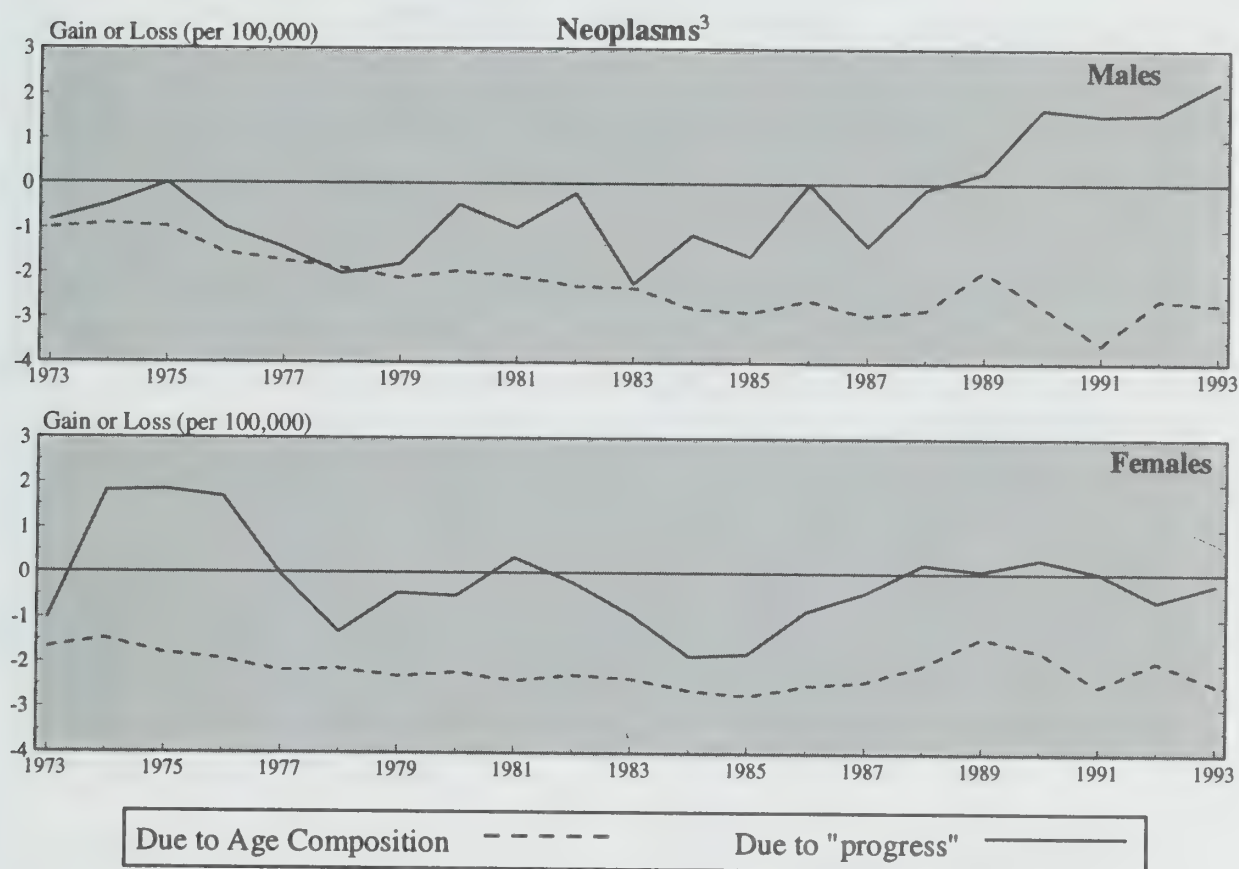 Neoplasms³
Gain or Loss (per 100,000)
Males
3
2
1
0
-1
-2
-3
-4
1973 1975 1977 1979 1981 1983 1985 1987 1989 1991 1993
Gain or Loss (per 100,000)
Females
3
2
1
0
-1
-2
-3
-4
1973 1975 1977 1979 1981 1983 1985 1987 1989 1991 1993
Due to Age Composition Due to "progress"